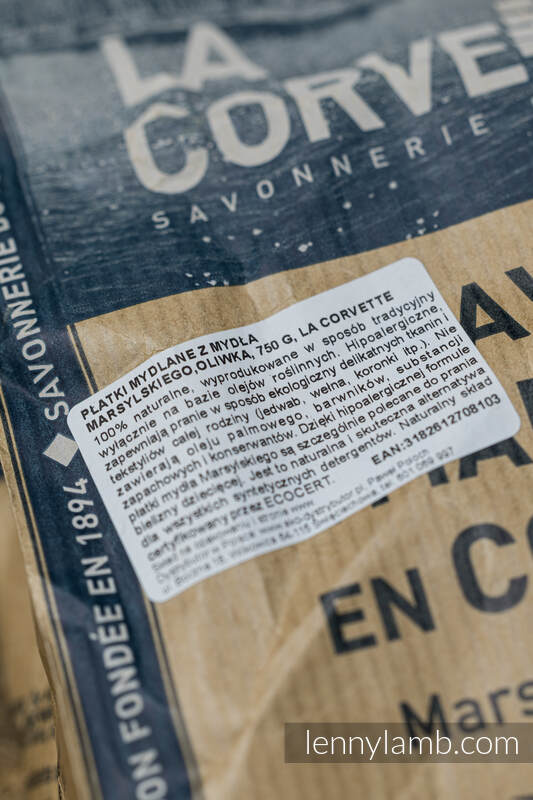 LA
CORVE
SAVONNERIE
SAVONNERIE
ON FONDÉE EN 1894
PŁATKI MYDLANE Z MYDŁA
MARSYLSKIEGO,OLIWKA, 750 G, LA CORVETTE
100% naturalne, wyprodukowane w sposób tradycyjny
wyłącznie na bazie olejów roślinnych. Hipoalergiczne,
zapewniają pranie w sposób ekologiczny delikatnych tkanin i
tekstyliów całej rodziny (jedwab, wełna, koronki itp.). Nie
zawierają oleju palmowego, barwników, substancji
zapachowych i konserwantów. Dzięki hipoalergicznej formule
płatki mydła Marsylskiego są szczególnie polecane do prania
bielizny dziecięcej. Jest to naturalna i skuteczna alternatywa
dla wszystkich syntetycznych detergentów. Naturalny skład
certyfikowany przez ECOCERT.
EAN:3182612708103
EN CO
Mars
lennylamb.com